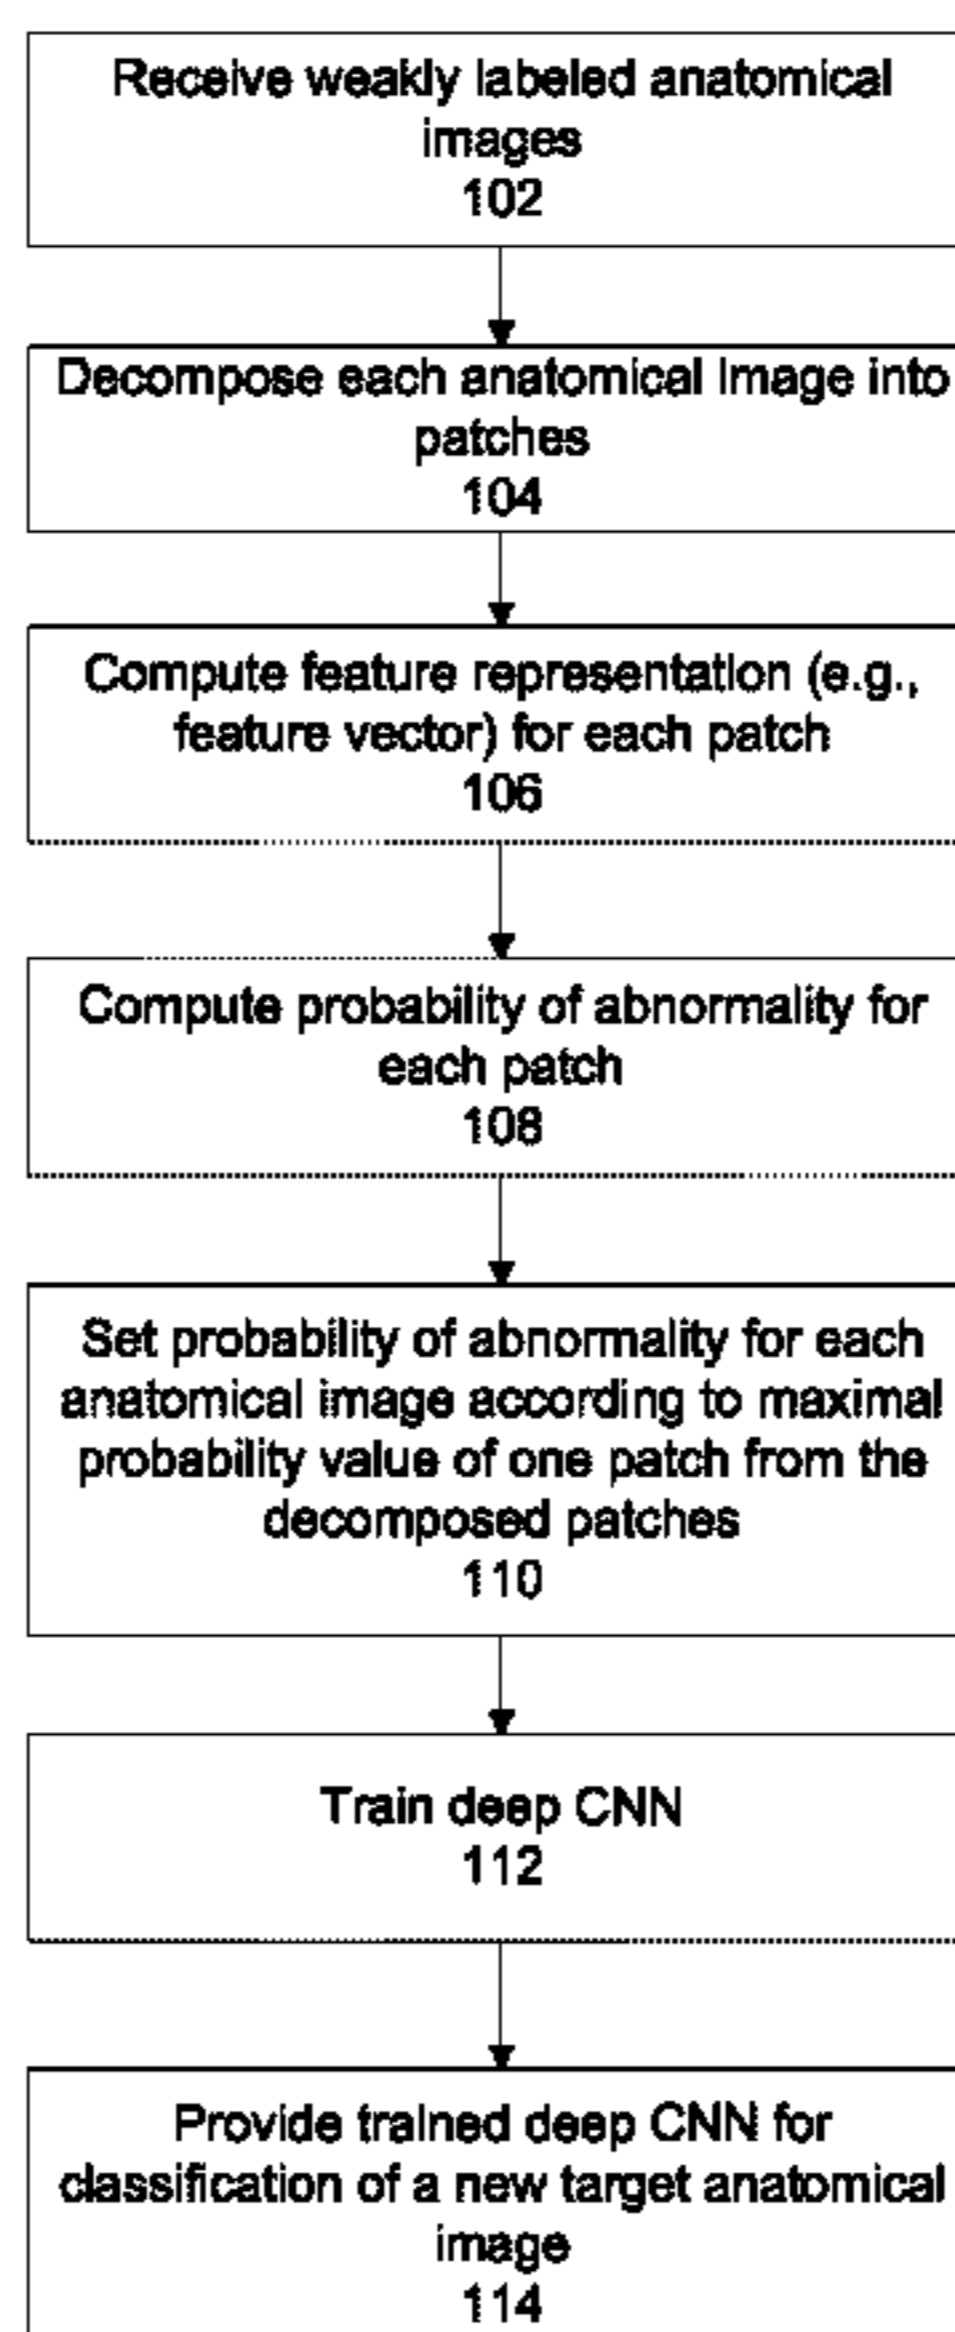 Receive weakly labeled anatomical
images
102
Decompose each anatomical Image into
patches
104
Compute feature representation (e.g.,
feature vector) for each patch
106
Compute probability of abnormality for
each patch
108
Set probability of abnormality for each
anatomical image according to maximal
probability value of one patch from the
decomposed patches
110
Train deep CNN
112
Provide trained deep CNN for
classification of a new target anatomical
image
114